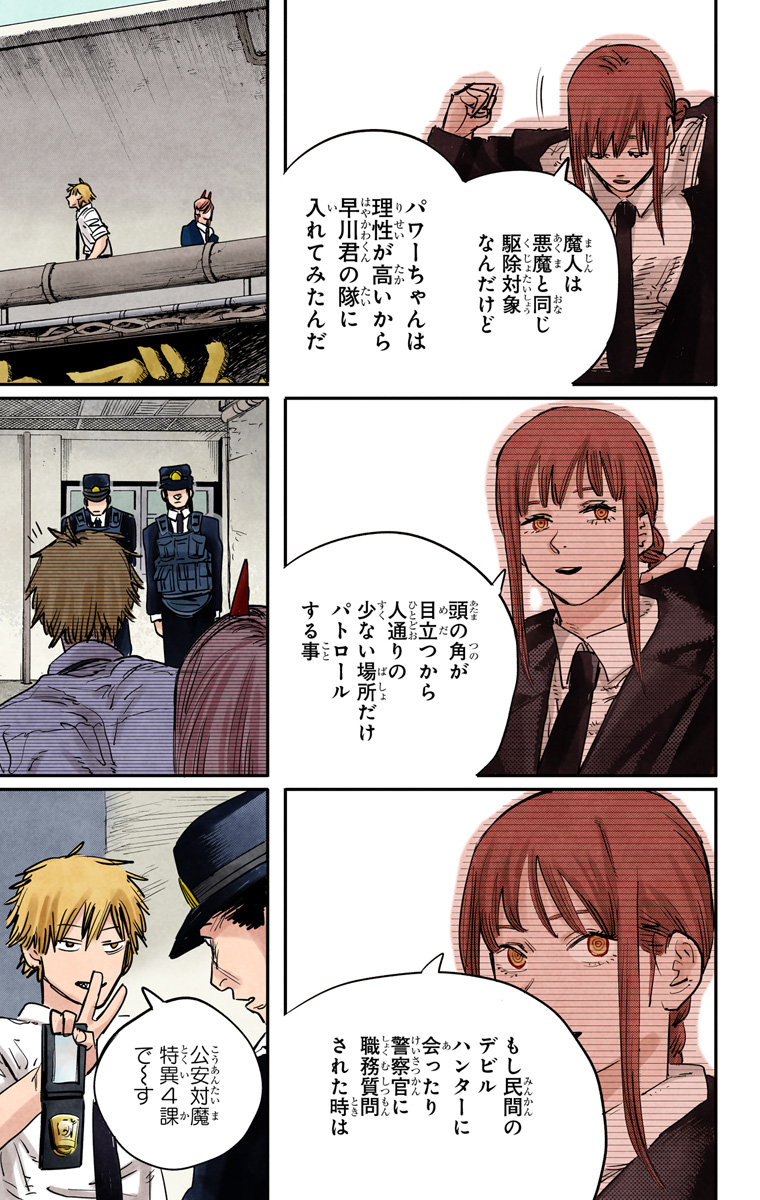 魔人は
悪魔と同じ
駆除対象
なんだけど
パワーちゃんは
理性が高いから
早川君の隊に
入れてみたんだ
頭の角が
目立つから
人通りの
少ない場所だけ
パトロール
する事
もし民間の
デビル
ハンターに
会ったり
警察官に
職務質問
された時は
公安対魔
特異4課
で〜す